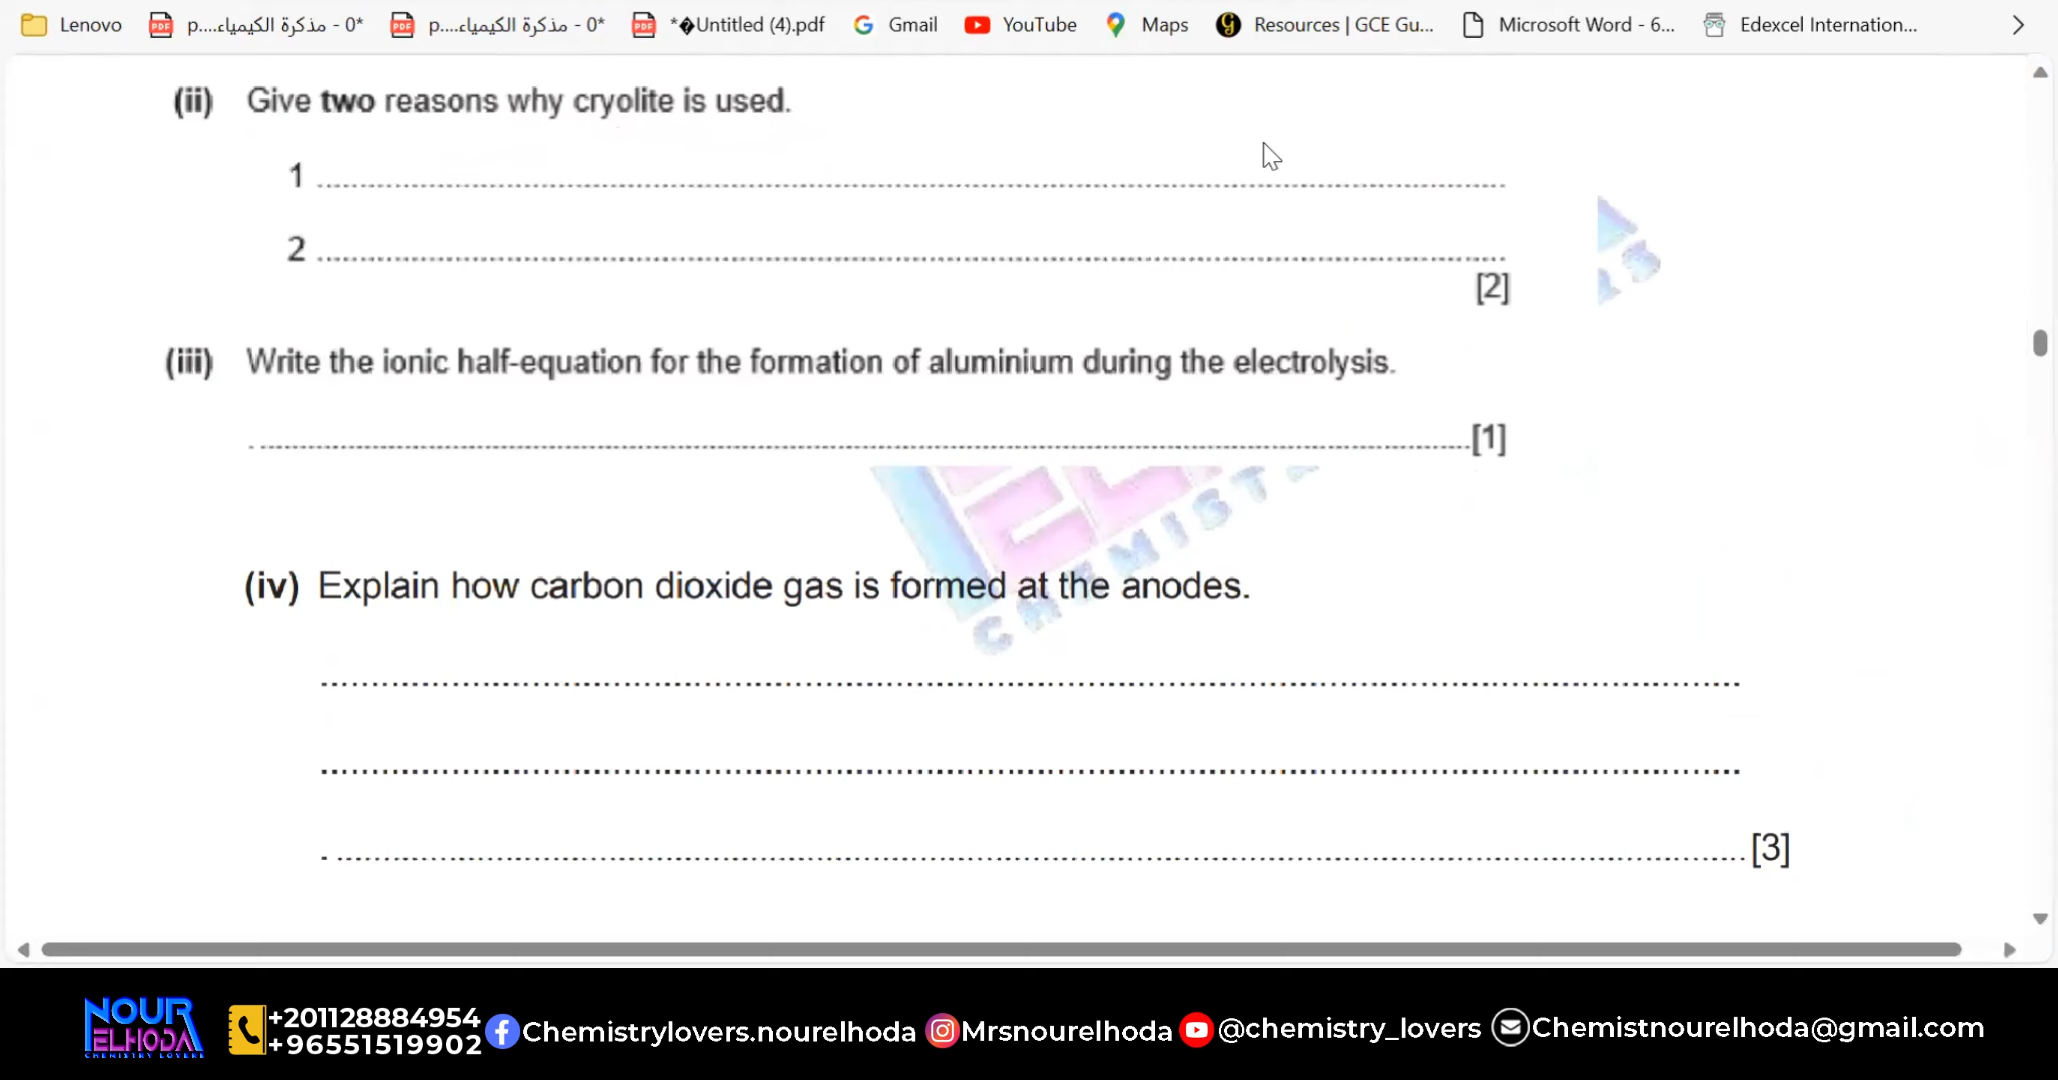 Lenovo p....مذكرة الكيمياء - 0* p....مذكرة الكيمياء - 0* *�Untitled (4).pdf Gmail YouTube Maps Resources | GCE Gu... Microsoft Word - 6... Edexcel Internation...
(ii) Give two reasons why cryolite is used.
1 ........................................................................
2 ........................................................................
[2]
(iii) Write the ionic half-equation for the formation of aluminium during the electrolysis.
........................................................................[1]
CHEMIST
(iv) Explain how carbon dioxide gas is formed at the anodes.
........................................................................
........................................................................
........................................................................[3]
NOUR
ELHODA
CHEMISTRY LOVERS
+201128884954
+96551519902
Chemistrylovers.nourelhoda Mrsnourelhoda @chemistry_lovers Chemistnourelhoda@gmail.com